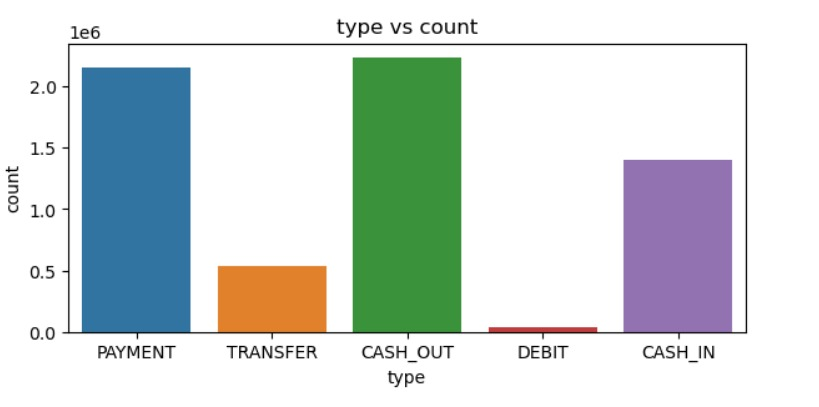 type vs count
1e6
2.0
1.5
1.0
0.5
0.0
count
PAYMENT TRANSFER CASH_OUT DEBIT CASH_IN
type